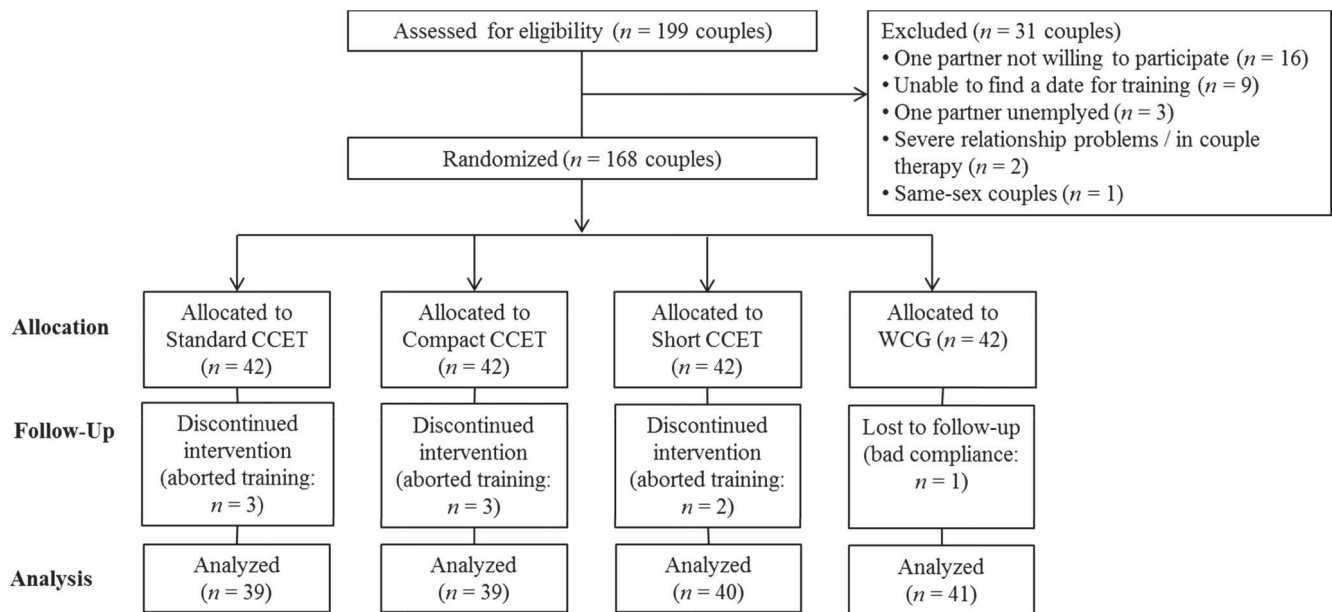 Assessed for eligibility (n = 199 couples)
Excluded (n = 31 couples)
• One partner not willing to participate (n = 16)
• Unable to find a date for training (n = 9)
• One partner unemplyed (n = 3)
• Severe relationship problems / in couple
therapy (n = 2)
• Same-sex couples (n = 1)
Randomized (n = 168 couples)
Allocation
Allocated to
Standard CCET
(n = 42)
Allocated to
Compact CCET
(n = 42)
Allocated to
Short CCET
(n = 42)
Allocated to
WCG (n = 42)
Follow-Up
Discontinued
intervention
(aborted training:
n = 3)
Discontinued
intervention
(aborted training:
n = 3)
Discontinued
intervention
(aborted training:
n = 2)
Lost to follow-up
(bad compliance:
n = 1)
Analysis
Analyzed
(n = 39)
Analyzed
(n = 39)
Analyzed
(n = 40)
Analyzed
(n = 41)